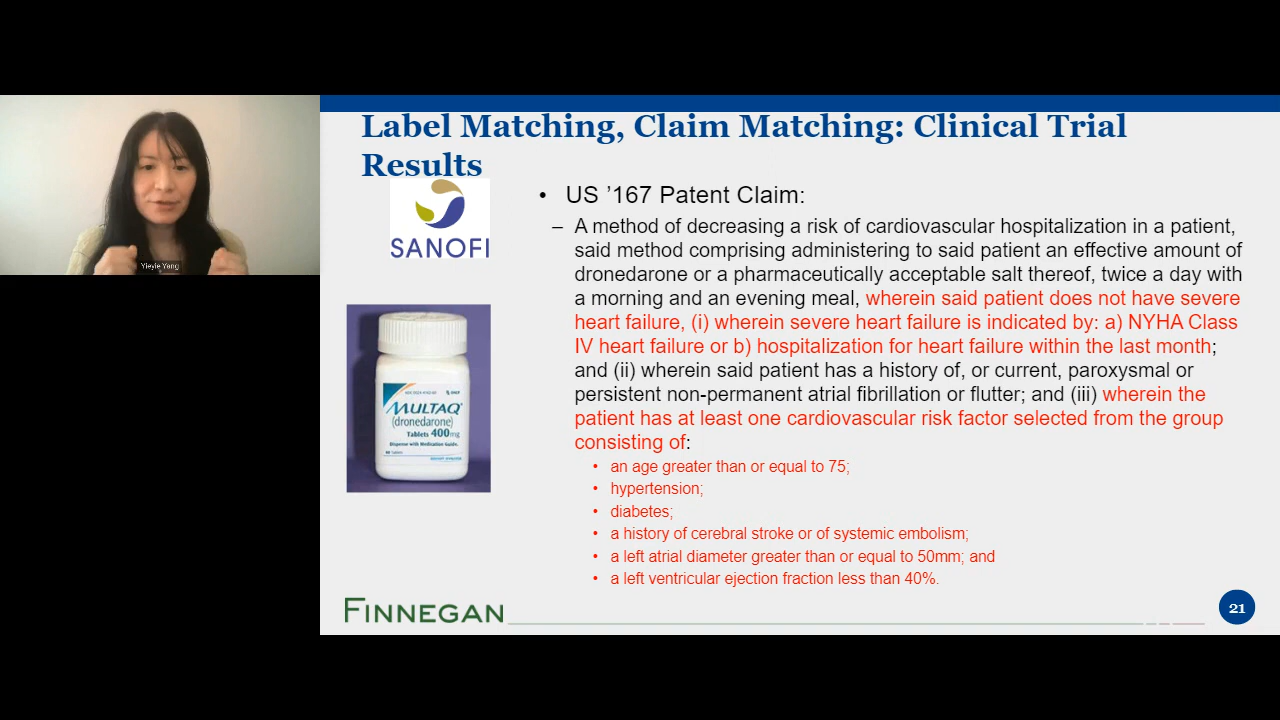 Label Matching, Claim Matching: Clinical Trial
Results
SANOFI
• US ’167 Patent Claim:
– A method of decreasing a risk of cardiovascular hospitalization in a patient,
said method comprising administering to said patient an effective amount of
dronedarone or a pharmaceutically acceptable salt thereof, twice a day with
a morning and an evening meal, wherein said patient does not have severe
heart failure, (i) wherein severe heart failure is indicated by: a) NYHA Class
IV heart failure or b) hospitalization for heart failure within the last month;
and (ii) wherein said patient has a history of, or current, paroxysmal or
persistent non-permanent atrial fibrillation or flutter; and (iii) wherein the
patient has at least one cardiovascular risk factor selected from the group
consisting of:
• an age greater than or equal to 75;
• hypertension;
• diabetes;
• a history of cerebral stroke or of systemic embolism;
• a left atrial diameter greater than or equal to 50mm; and
• a left ventricular ejection fraction less than 40%.
MULTAQ
(dronedarone)
Tablets 400mg
Dispense with Medication Guide.
Yieyie Yang
FINNEGAN
21